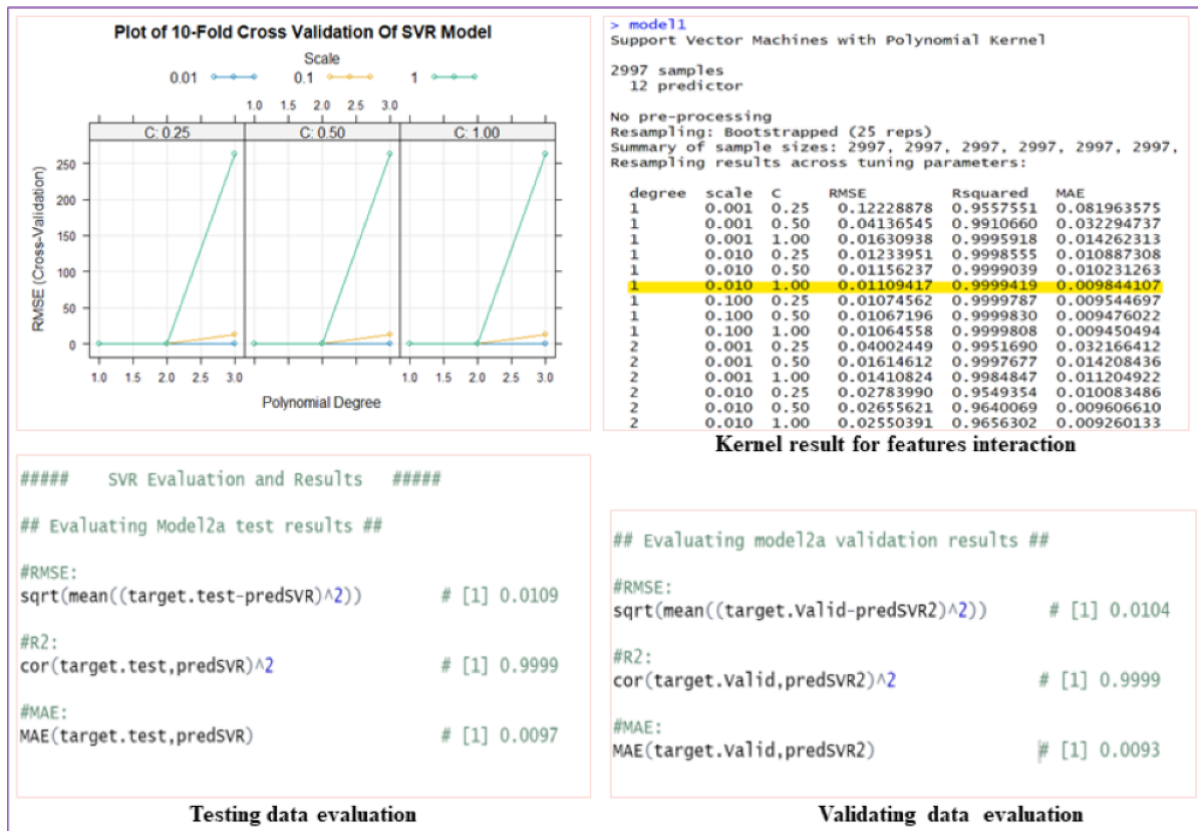 Plot of 10-Fold Cross Validation Of SVR Model
Scale
0.01 0.1 1
1.0 1.5 2.0 2.5 3.0
C: 0.25 C: 0.50 C: 1.00
250
200
150
100
50
0
RMSE (Cross-Validation)
1.0 1.5 2.0 2.5 3.0 1.0 1.5 2.0 2.5 3.0
Polynomial Degree
> model1
Support Vector Machines with Polynomial Kernel
2997 samples
12 predictor
No pre-processing
Resampling: Bootstrapped (25 reps)
Summary of sample sizes: 2997, 2997, 2997, 2997, 2997, 2997,
Resampling results across tuning parameters:
degree scale C RMSE Rsquared MAE
1 0.001 0.25 0.12228878 0.9557551 0.081963575
1 0.001 0.50 0.04136545 0.9910660 0.032294737
1 0.001 1.00 0.01630938 0.9995918 0.014262313
1 0.010 0.25 0.01233951 0.9998555 0.010887308
1 0.010 0.50 0.01156237 0.9999039 0.010231263
1 0.010 1.00 0.01109417 0.9999419 0.009844107
1 0.100 0.25 0.01074562 0.9999787 0.009544697
1 0.100 0.50 0.01067196 0.9999830 0.009476022
1 0.100 1.00 0.01064558 0.9999808 0.009450494
2 0.001 0.25 0.04002449 0.9951690 0.032166412
2 0.001 0.50 0.01614612 0.9997677 0.014208436
2 0.001 1.00 0.01410824 0.9984847 0.011204922
2 0.010 0.25 0.02783990 0.9549354 0.010083486
2 0.010 0.50 0.02655621 0.9640069 0.009606610
2 0.010 1.00 0.02550391 0.9656302 0.009260133
Kernel result for features interaction
##### SVR Evaluation and Results #####
## Evaluating Model2a test results ##
#RMSE:
sqrt(mean((target.test-predSVR)^2)) # [1] 0.0109
#R2:
cor(target.test,predSVR)^2 # [1] 0.9999
#MAE:
MAE(target.test,predSVR) # [1] 0.0097
Testing data evaluation
## Evaluating model2a validation results ##
#RMSE:
sqrt(mean((target.Valid-predSVR2)^2)) # [1] 0.0104
#R2:
cor(target.Valid,predSVR2)^2 # [1] 0.9999
#MAE:
MAE(target.Valid,predSVR2) # [1] 0.0093
Validating data evaluation